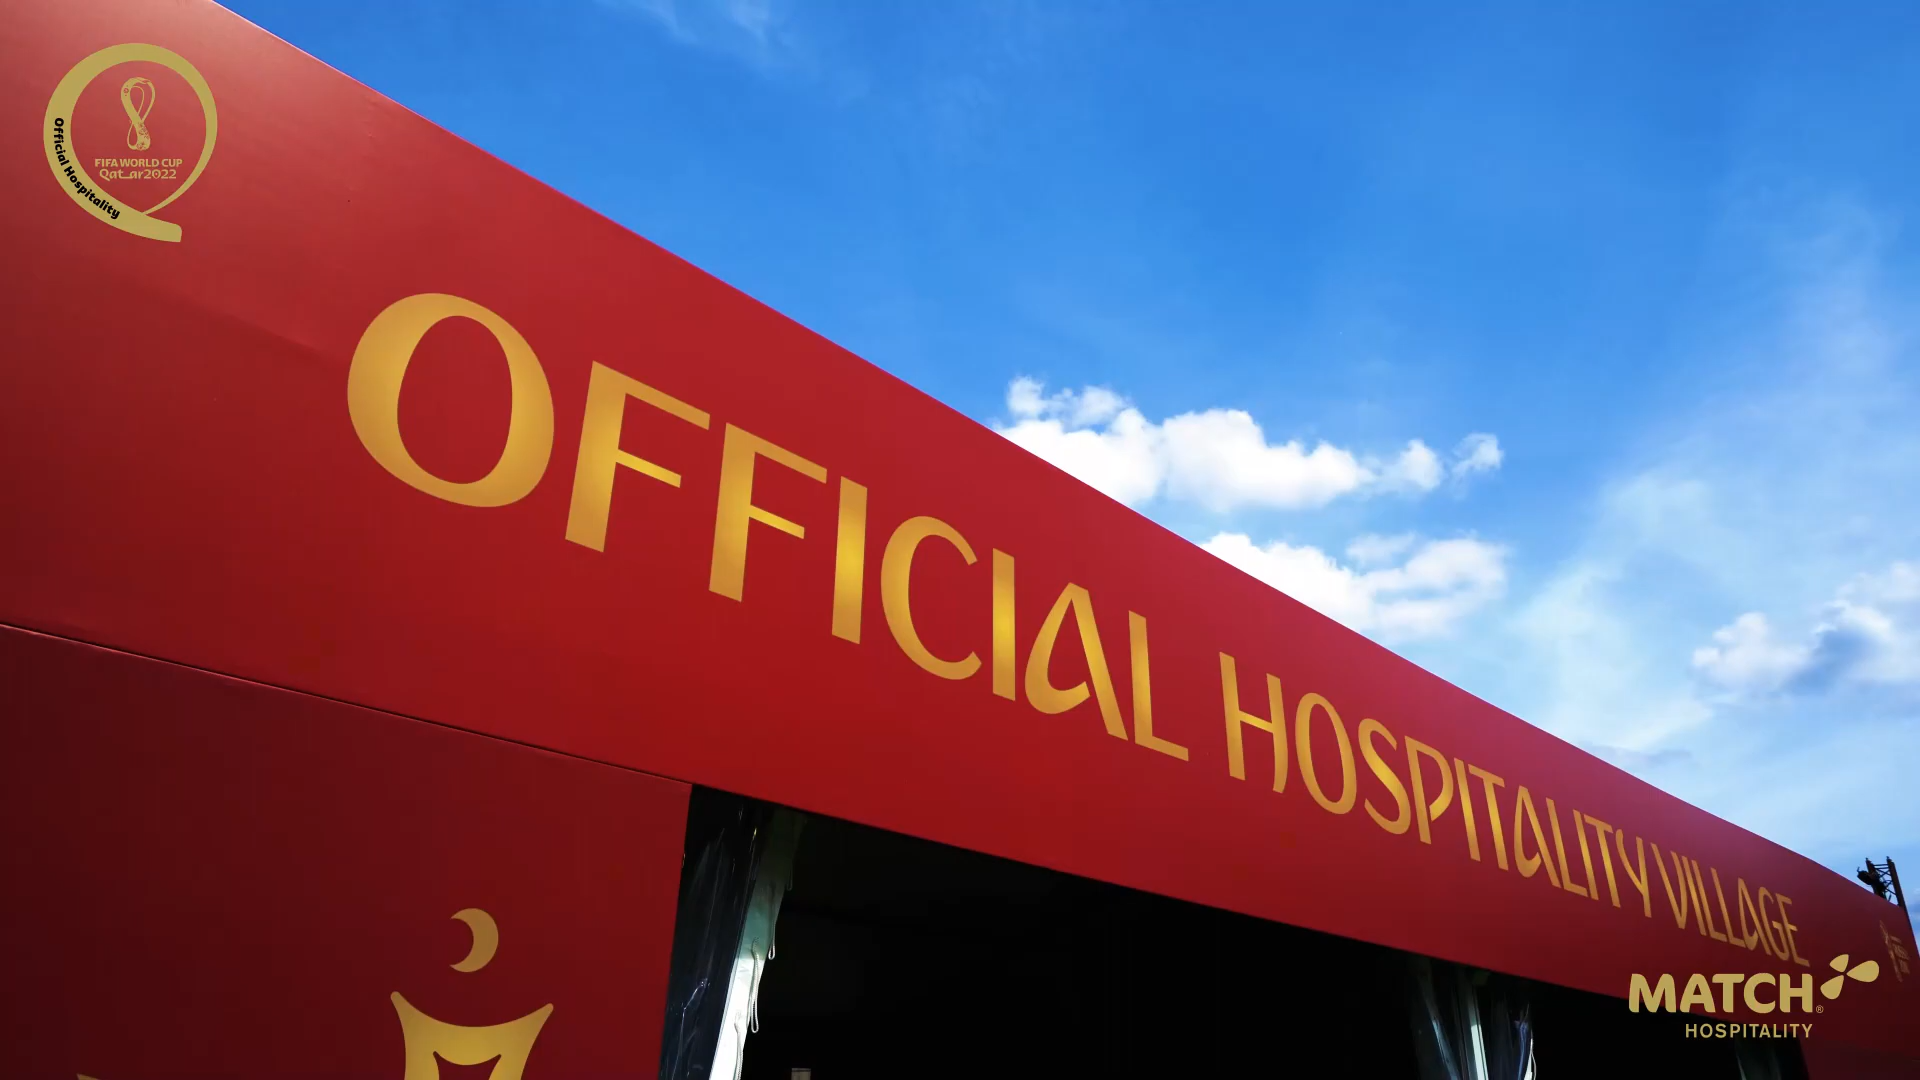 FIFA WORLD CUP
Qatar2022
Official Hospitality
OFFICIAL HOSPITALITY VILLAGE
MATCH®
HOSPITALITY